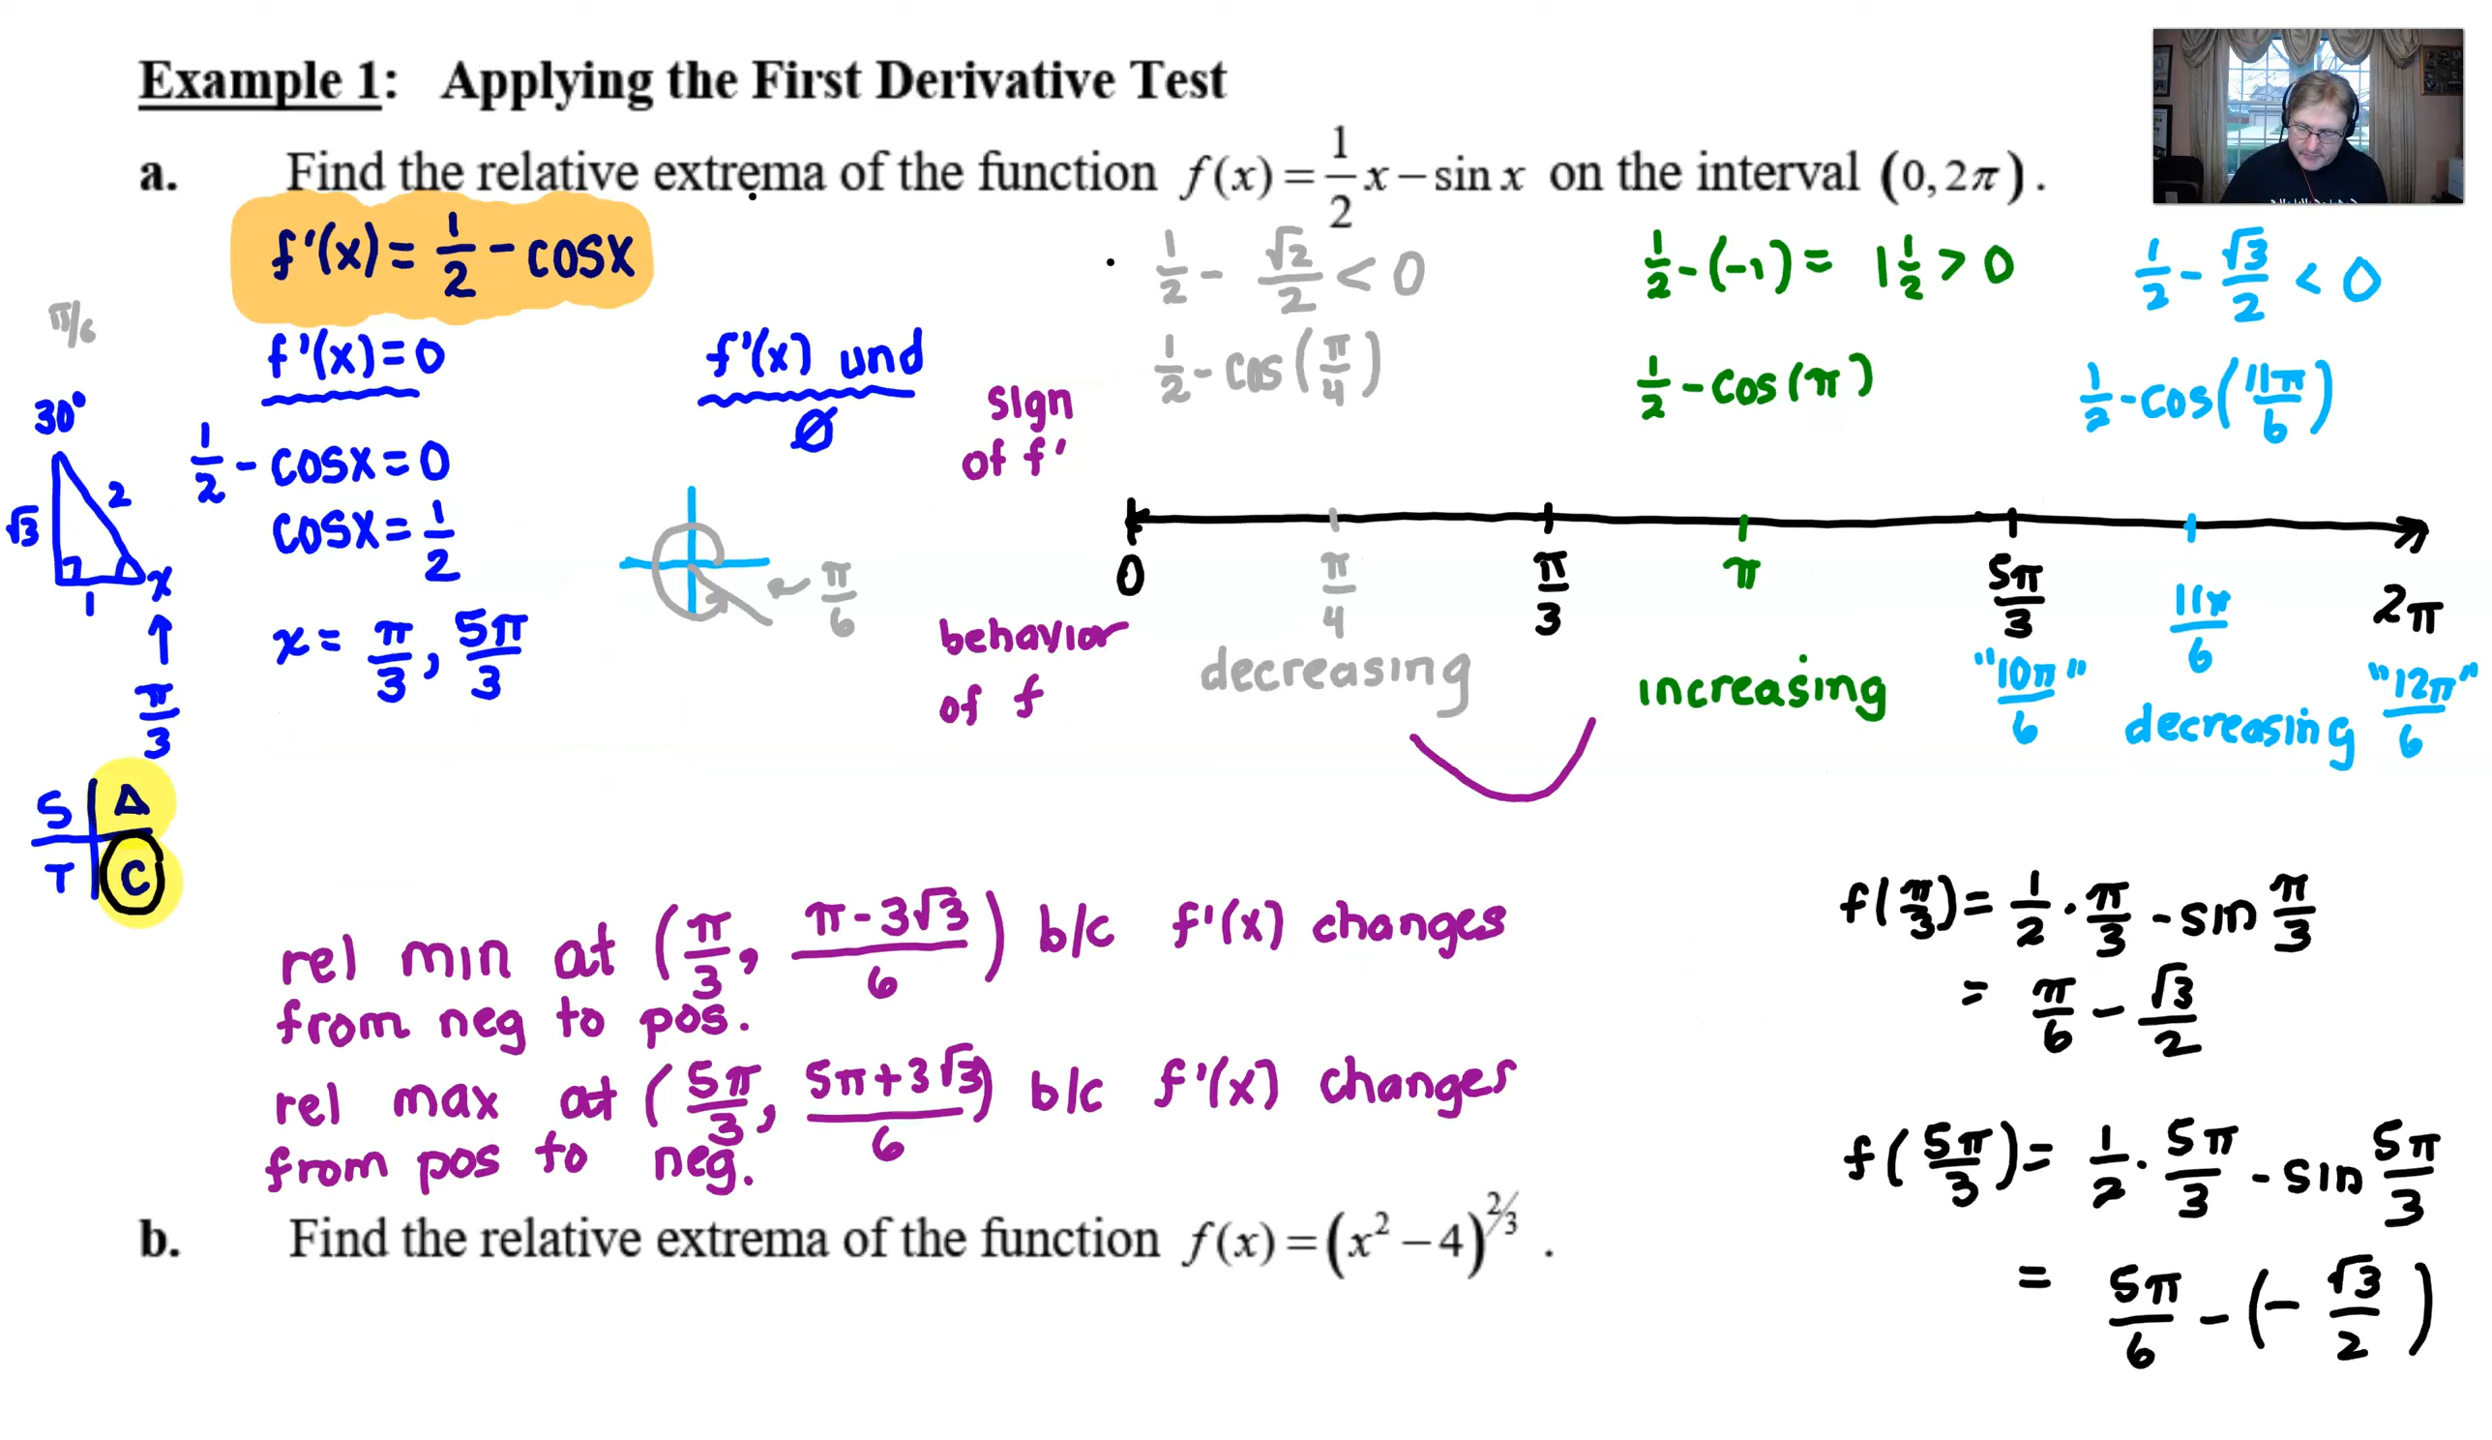 Example 1: Applying the First Derivative Test
a. Find the relative extrema of the function f(x) = 1/2 x − sin x on the interval (0, 2π).
f'(x) = 1/2 - cosx
1/2 - √2/2 < 0
1/2 - (-1) = 1 1/2 > 0
1/2 - √3/2 < 0
π/6
f'(x) = 0
f'(x) und
∅
1/2 - cos(π/4)
1/2 - cos(π)
1/2 - cos(11π/6)
sign
of f'
30°
√3
2
1
x
↑
π/3
1/2 - cosx = 0
cosx = 1/2
x = π/3, 5π/3
π/6
0 π/4 π/3 π 5π/3 11π/6 2π
"10π/6" "12π/6"
behavior
of f
decreasing increasing decreasing
S A
T C
rel min at (π/3, π-3√3/6) b/c f'(x) changes
from neg to pos.
rel max at (5π/3, 5π+3√3/6) b/c f'(x) changes
from pos to neg.
f(π/3) = 1/2 · π/3 - sin π/3
= π/6 - √3/2
f(5π/3) = 1/2 · 5π/3 - sin 5π/3
= 5π/6 - (- √3/2)
b. Find the relative extrema of the function f(x) = (x² − 4)^2/3 .